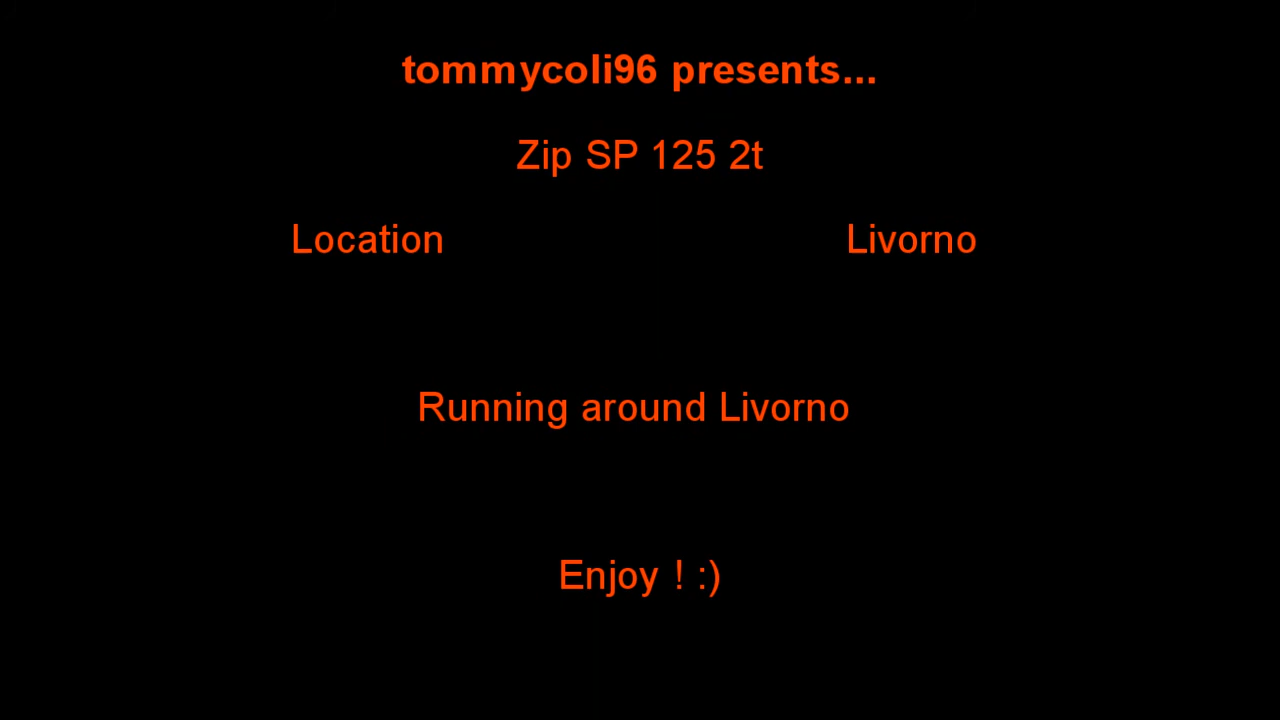 tommycoli96 presents...
Zip SP 125 2t
Location Livorno
Running around Livorno
Enjoy ! :)